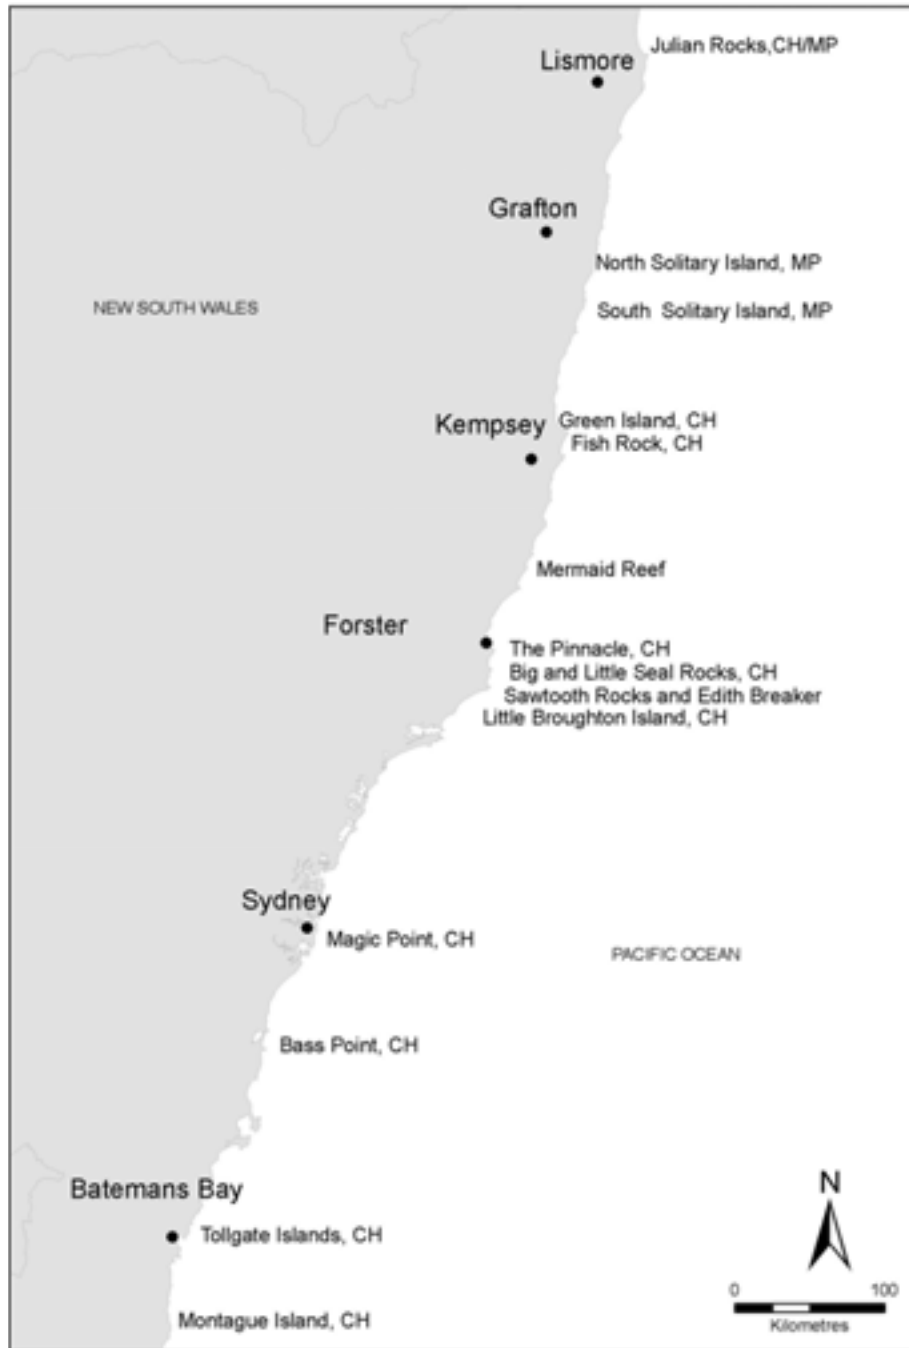 Julian Rocks,CH/MP
Lismore
Grafton
North Solitary Island, MP
NEW SOUTH WALES
South Solitary Island, MP
Kempsey
Green Island, CH
Fish Rock, CH
Mermaid Reef
Forster
The Pinnacle, CH
Big and Little Seal Rocks, CH
Sawtooth Rocks and Edith Breaker
Little Broughton Island, CH
Sydney
Magic Point, CH
PACIFIC OCEAN
Bass Point, CH
Batemans Bay
N
Tollgate Islands, CH
0 100
Kilometres
Montague Island, CH